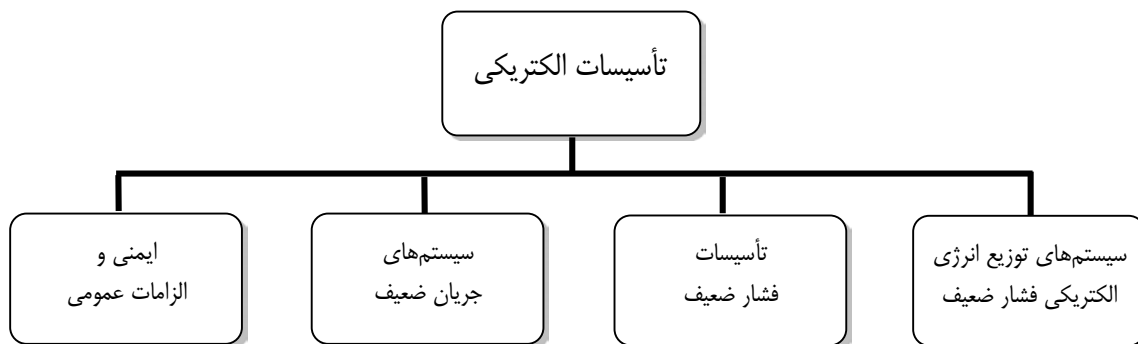 تأسیسات الکتریکی
سیستم‌های توزیع انرژی
الکتریکی فشار ضعیف
تأسیسات
فشار ضعیف
سیستم‌های
جریان ضعیف
ایمنی و
الزامات عمومی